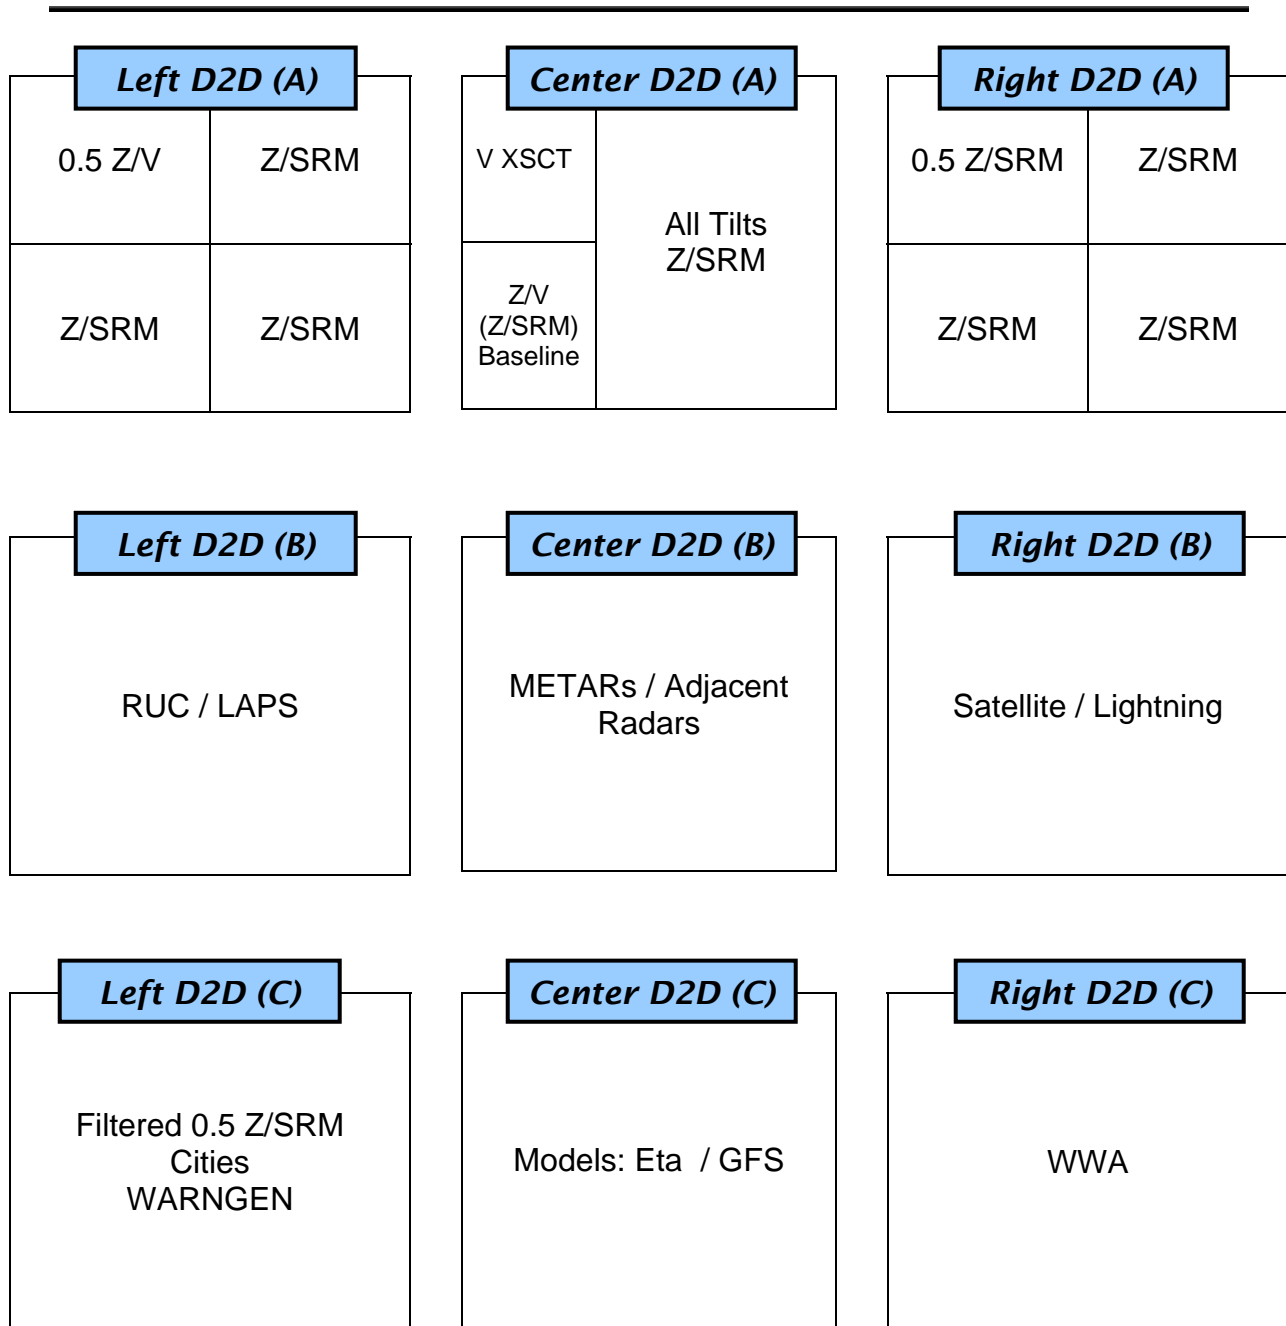 Left D2D (A)
0.5 Z/V
Z/SRM
Z/SRM
Z/SRM
Center D2D (A)
V XSCT
All Tilts
Z/SRM
Z/V
(Z/SRM)
Baseline
Right D2D (A)
0.5 Z/SRM
Z/SRM
Z/SRM
Z/SRM
Left D2D (B)
RUC / LAPS
Center D2D (B)
METARs / Adjacent
Radars
Right D2D (B)
Satellite / Lightning
Left D2D (C)
Filtered 0.5 Z/SRM
Cities
WARNGEN
Center D2D (C)
Models: Eta / GFS
Right D2D (C)
WWA